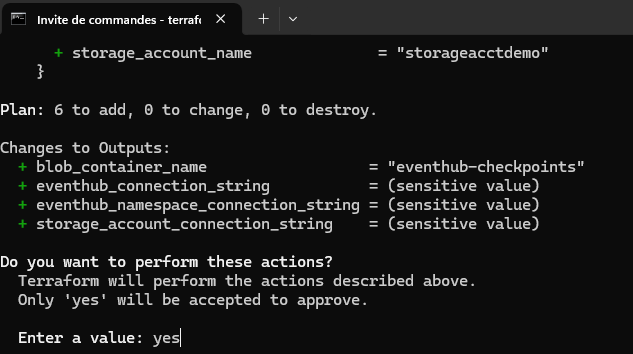 Invite de commandes - terrafo
+ storage_account_name = "storageacctdemo"
}
Plan: 6 to add, 0 to change, 0 to destroy.
Changes to Outputs:
+ blob_container_name = "eventhub-checkpoints"
+ eventhub_connection_string = (sensitive value)
+ eventhub_namespace_connection_string = (sensitive value)
+ storage_account_connection_string = (sensitive value)
Do you want to perform these actions?
Terraform will perform the actions described above.
Only 'yes' will be accepted to approve.
Enter a value: yes